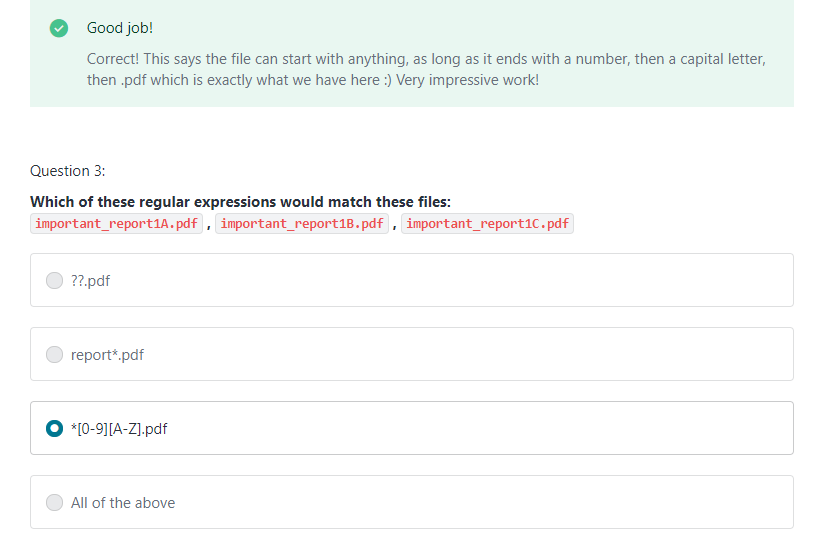 Good job!
Correct! This says the file can start with anything, as long as it ends with a number, then a capital letter,
then .pdf which is exactly what we have here :) Very impressive work!
Question 3:
Which of these regular expressions would match these files:
important_report1A.pdf , important_report1B.pdf , important_report1C.pdf
??.pdf
report*.pdf
*[0-9][A-Z].pdf
All of the above